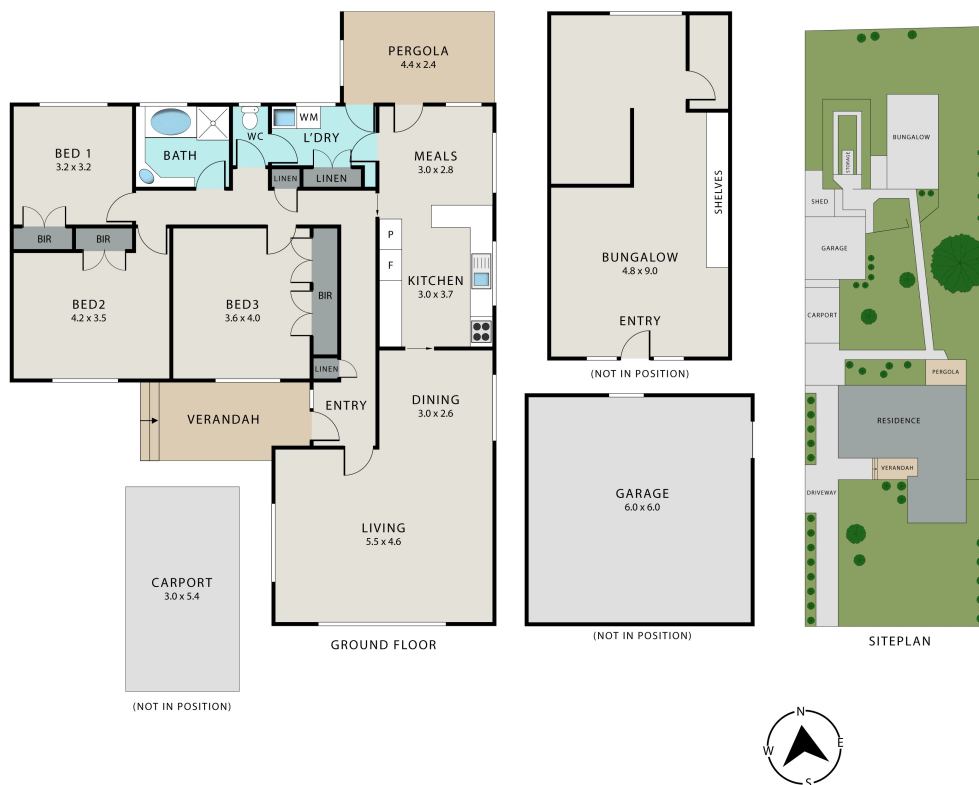 PERGOLA
4.4 x 2.4
BED 1
3.2 x 3.2
BATH
WC
WM
L'DRY
LINEN
LINEN
MEALS
3.0 x 2.8
BIR
BIR
P
F
KITCHEN
3.0 x 3.7
BED2
4.2 x 3.5
BED3
3.6 x 4.0
BIR
LINEN
VERANDAH
ENTRY
DINING
3.0 x 2.6
LIVING
5.5 x 4.6
CARPORT
3.0 x 5.4
(NOT IN POSITION)
GROUND FLOOR
SHELVES
BUNGALOW
4.8 x 9.0
ENTRY
(NOT IN POSITION)
GARAGE
6.0 x 6.0
(NOT IN POSITION)
BUNGALOW
STORAGE
SHED
GARAGE
CARPORT
PERGOLA
RESIDENCE
VERANDAH
DRIVEWAY
SITEPLAN
N
W
E
S